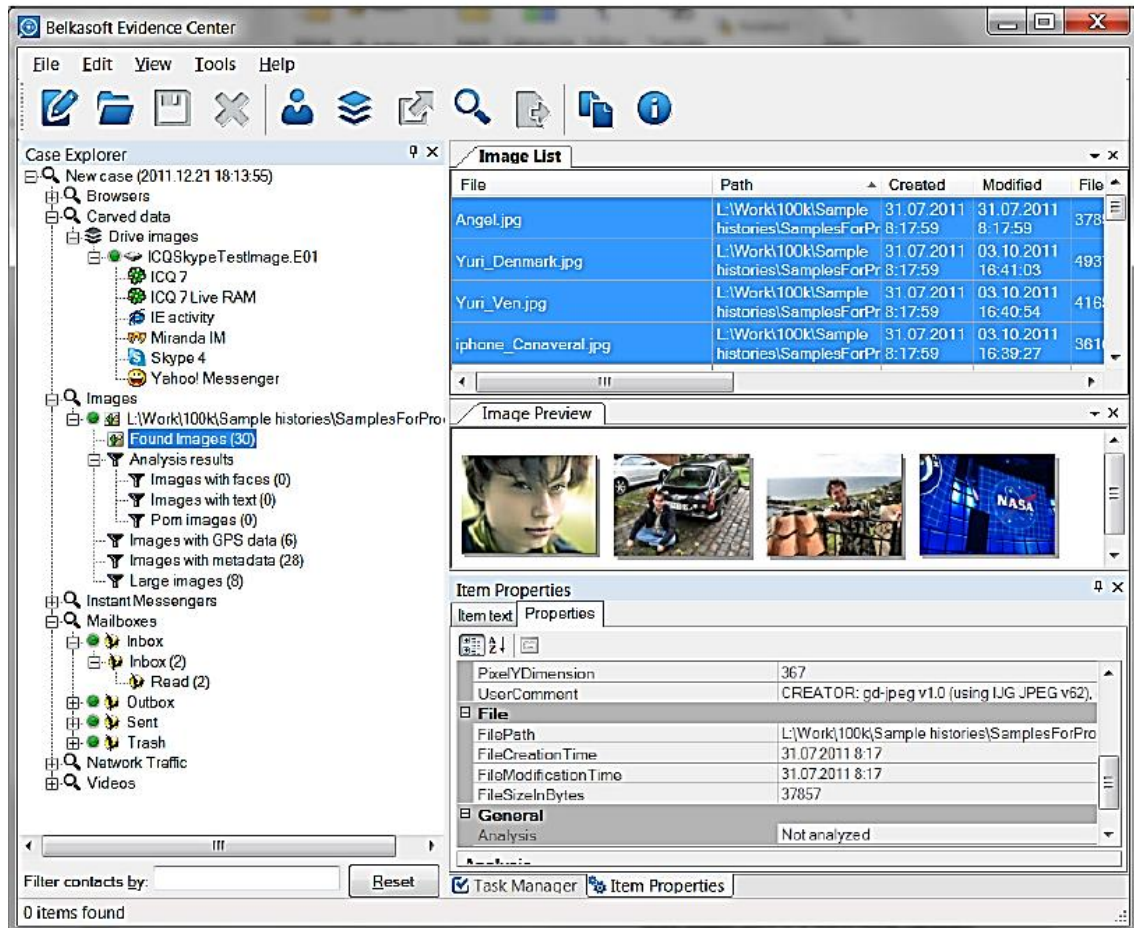 Belkasoft Evidence Center
File Edit View Tools Help
Case Explorer
New case (2011.12.21 18:13:55)
Browsers
Carved data
Drive images
ICQSkypeTestImage.E01
ICQ 7
ICQ 7 Live RAM
IE activity
Miranda IM
Skype 4
Yahoo! Messenger
Images
L:\Work\100k\Sample histories\SamplesForPro
Found Images (30)
Analysis results
Images with faces (0)
Images with text (0)
Porn images (0)
Images with GPS data (6)
Images with metadata (28)
Large images (8)
Instant Messengers
Mailboxes
Inbox
Inbox (2)
Read (2)
Outbox
Sent
Trash
Network Traffic
Videos
Filter contacts by:
Reset
0 items found
Image List
File Path Created Modified File
Angel.jpg L:\Work\100k\Sample 31.07.2011 31.07.2011
histories\SamplesForPr 8:17:59 8:17:59 3785
Yuri_Denmark.jpg L:\Work\100k\Sample 31.07.2011 03.10.2011
histories\SamplesForPr 8:17:59 16:41:03 4937
Yuri_Ven.jpg L:\Work\100k\Sample 31.07.2011 03.10.2011
histories\SamplesForPr 8:17:59 16:40:54 4165
iphone_Canaveral.jpg L:\Work\100k\Sample 31.07.2011 03.10.2011
histories\SamplesForPr 8:17:59 16:39:27
Image Preview
NASA
Item Properties
Item text Properties
PixelYDimension 367
UserComment CREATOR: gd-jpeg v1.0 (using IJG JPEG v62),
File
FilePath L:\Work\100k\Sample histories\SamplesForPro
FileCreationTime 31.07.2011 8:17
FileModificationTime 31.07.2011 8:17
FileSizeInBytes 37857
General
Analysis Not analyzed
Task Manager Item Properties